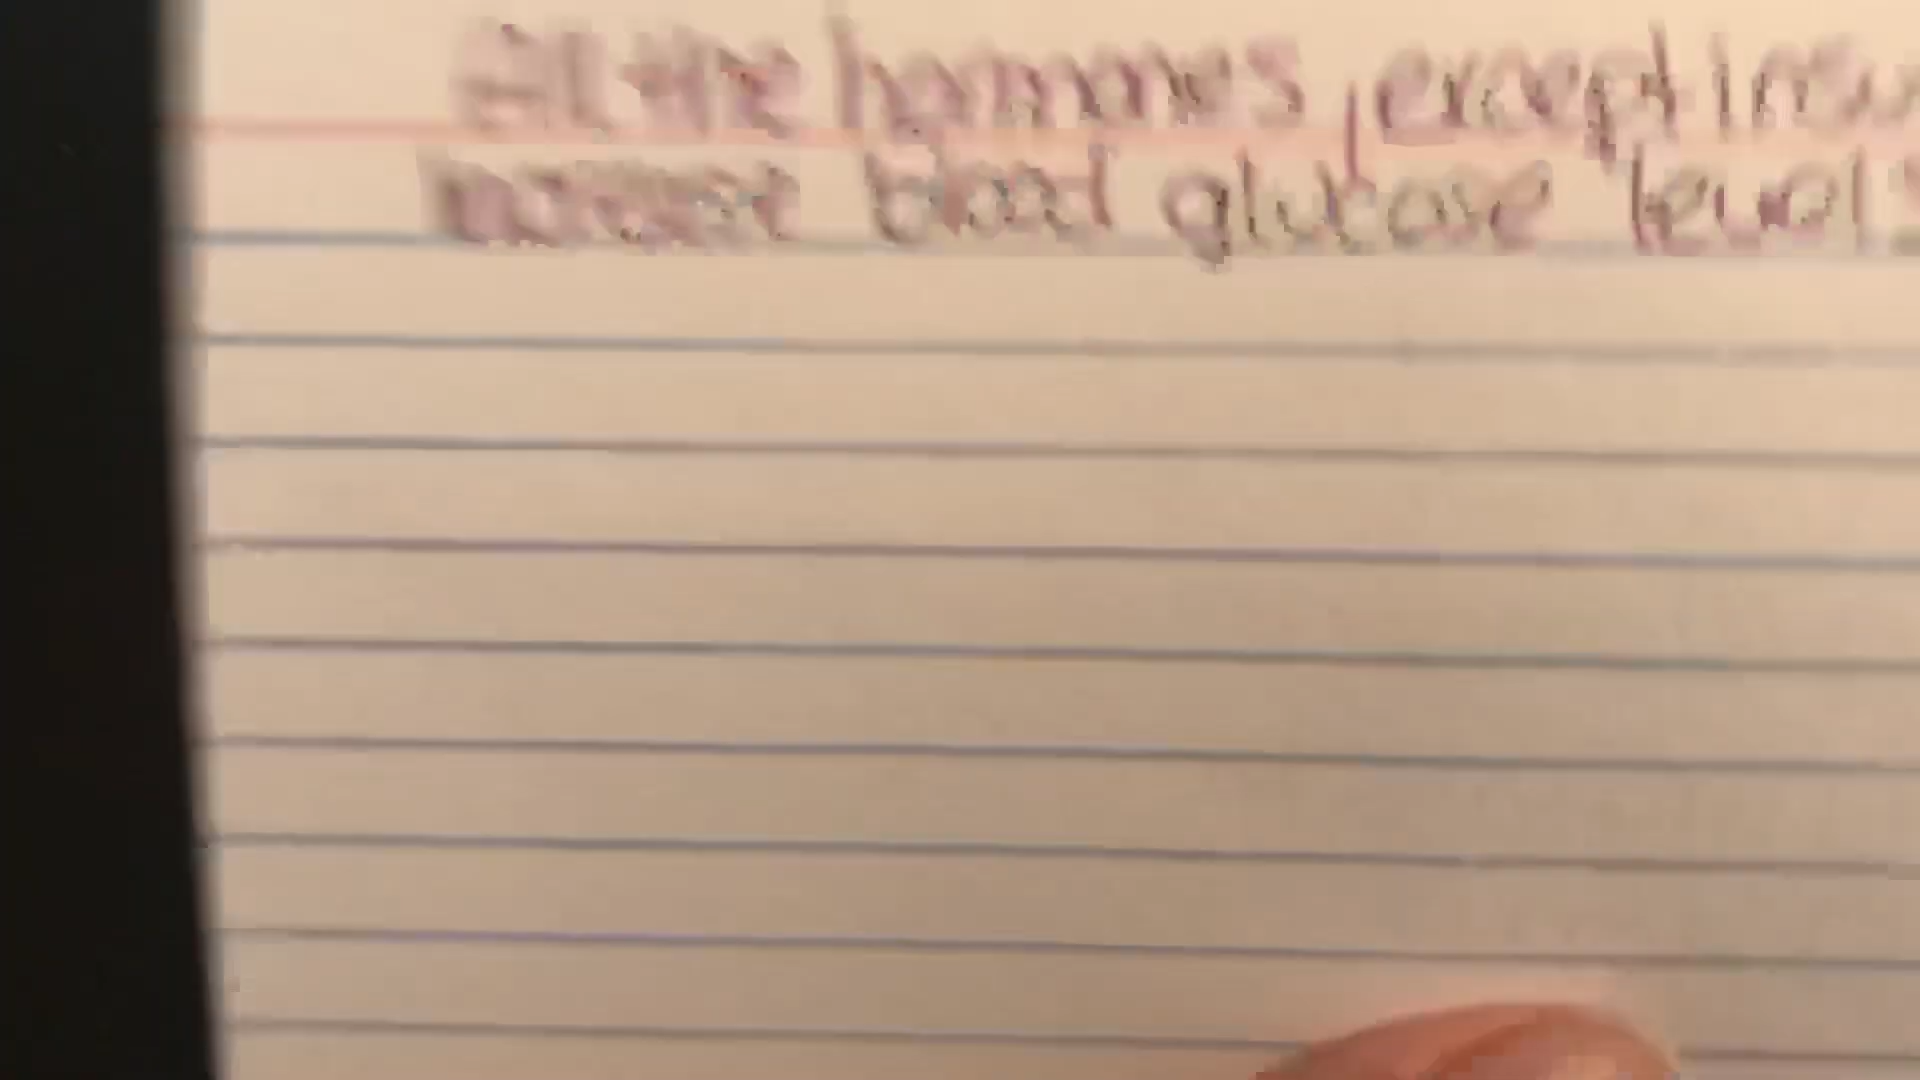 All the hormones, except
blood glucose levels